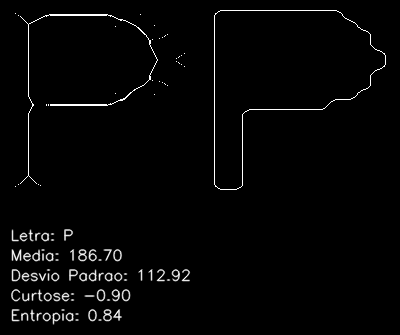 P P
Letra: P
Media: 186.70
Desvio Padrao: 112.92
Curtose: −0.90
Entropia: 0.84